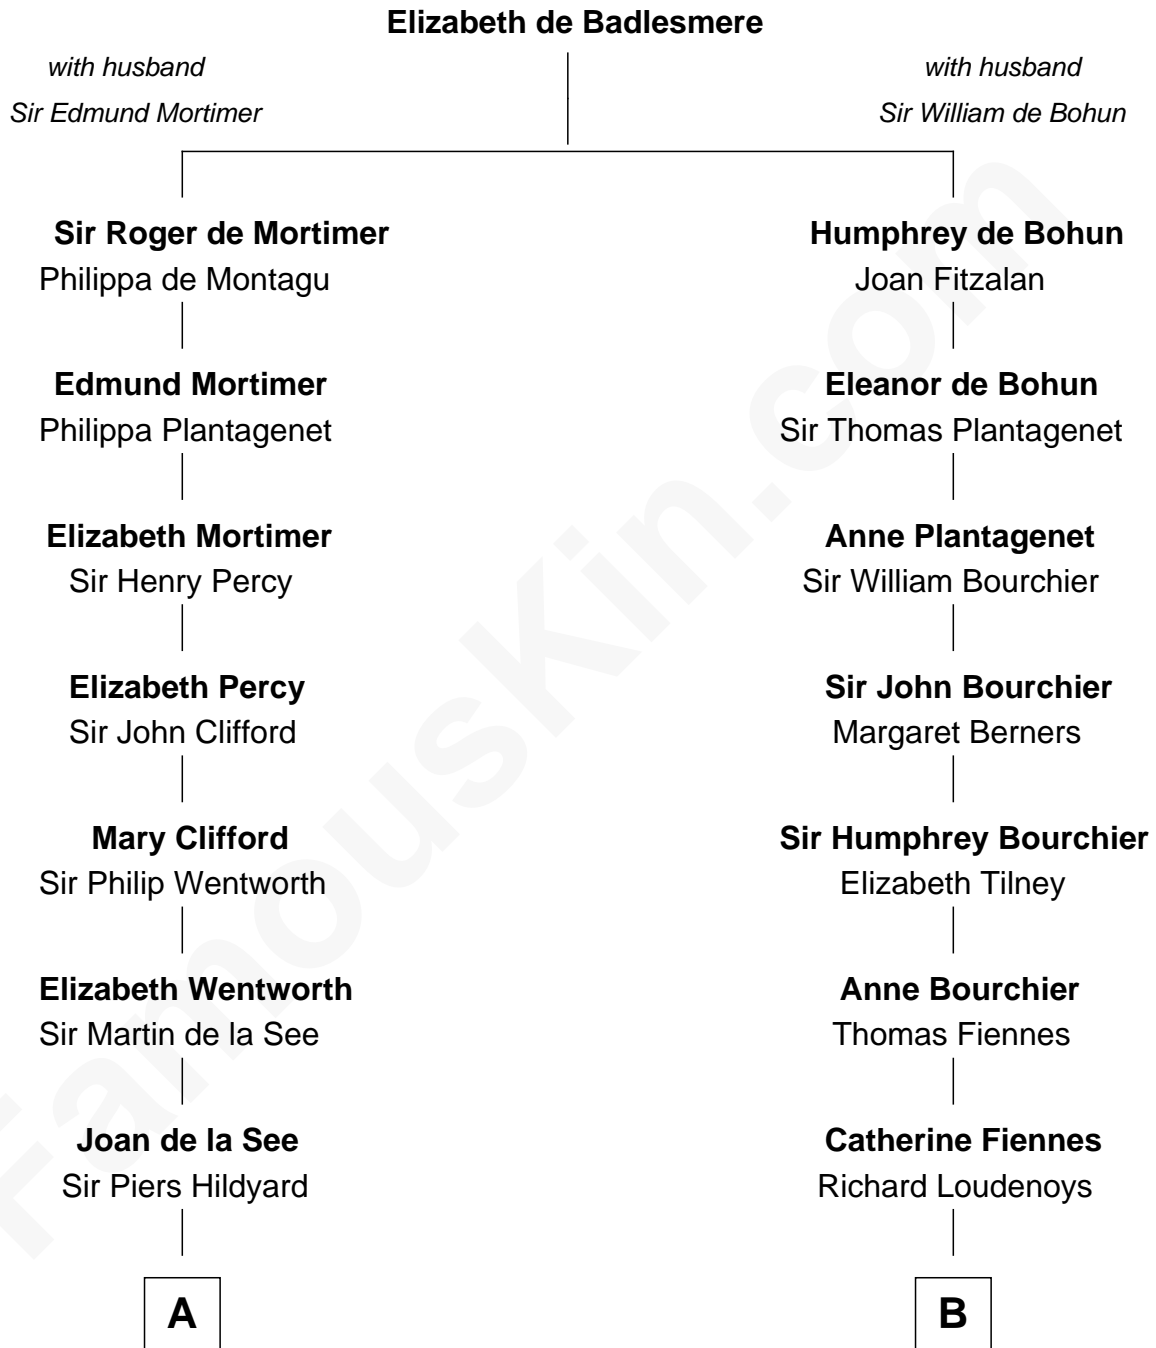 Elizabeth de Badlesmere
with husband
Sir Edmund Mortimer
with husband
Sir William de Bohun
Sir Roger de Mortimer
Philippa de Montagu
Humphrey de Bohun
Joan Fitzalan
Edmund Mortimer
Philippa Plantagenet
Eleanor de Bohun
Sir Thomas Plantagenet
Elizabeth Mortimer
Sir Henry Percy
Anne Plantagenet
Sir William Bourchier
Elizabeth Percy
Sir John Clifford
Sir John Bourchier
Margaret Berners
Mary Clifford
Sir Philip Wentworth
Sir Humphrey Bourchier
Elizabeth Tilney
Elizabeth Wentworth
Sir Martin de la See
Anne Bourchier
Thomas Fiennes
Joan de la See
Sir Piers Hildyard
Catherine Fiennes
Richard Loudenoys
A
B
FamousKin.com